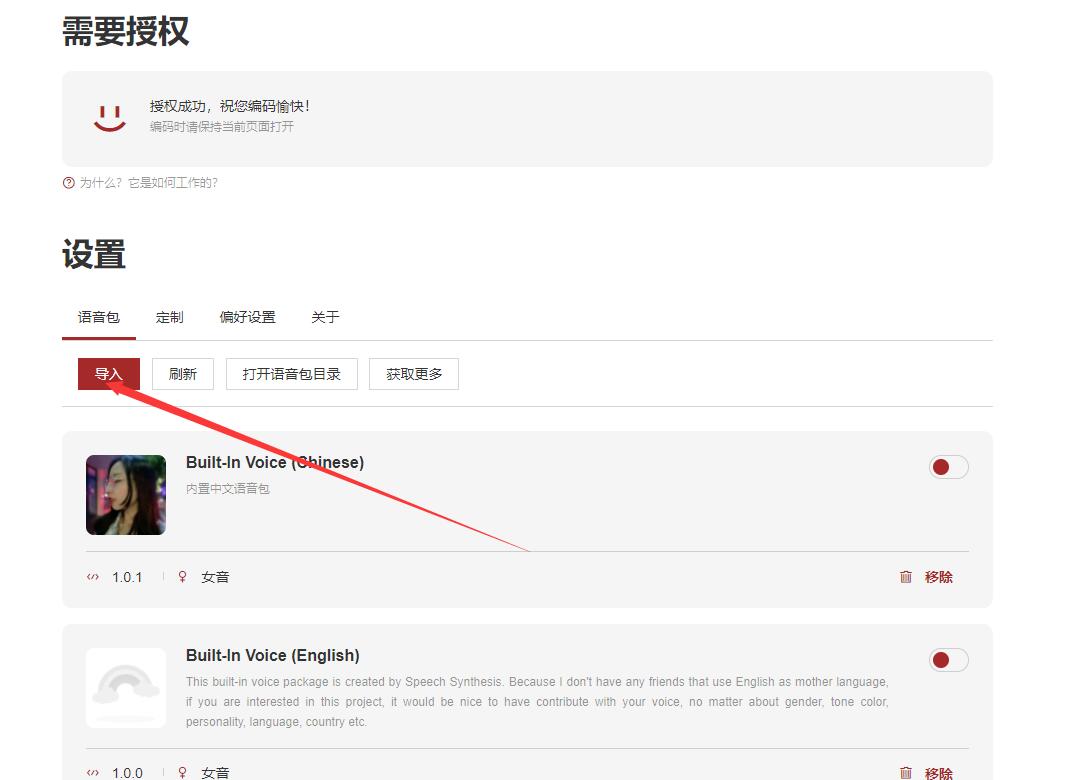 需要授权
授权成功，祝您编码愉快！
编码时请保持当前页面打开
为什么？它是如何工作的？
设置
语音包 定制 偏好设置 关于
导入 刷新 打开语音包目录 获取更多
Built-In Voice (Chinese)
内置中文语音包
1.0.1 女音 移除
Built-In Voice (English)
This built-in voice package is created by Speech Synthesis. Because I don't have any friends that use English as mother language,
if you are interested in this project, it would be nice to have contribute with your voice, no matter about gender, tone color,
personality, language, country etc.
1.0.0 女音 移除